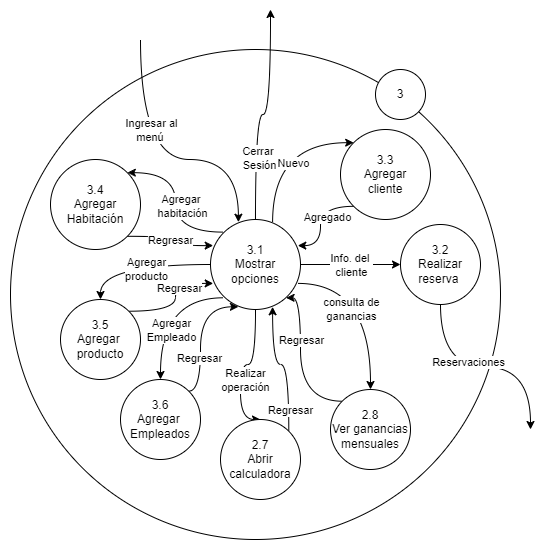 3
Ingresar al
menú
Cerrar
Sesión
Nuevo
3.3
Agregar
cliente
3.4
Agregar
Habitación
Agregar
habitación
Agregado
Regresar
3.1
Mostrar
opciones
Info. del
cliente
3.2
Realizar
reserva
Agregar
producto
Regresar
consulta de
ganancias
3.5
Agregar
producto
Agregar
Empleado
Regresar
Regresar
Reservaciones
Realizar
operación
3.6
Agregar
Empleados
Regresar
2.8
Ver ganancias
mensuales
2.7
Abrir
calculadora